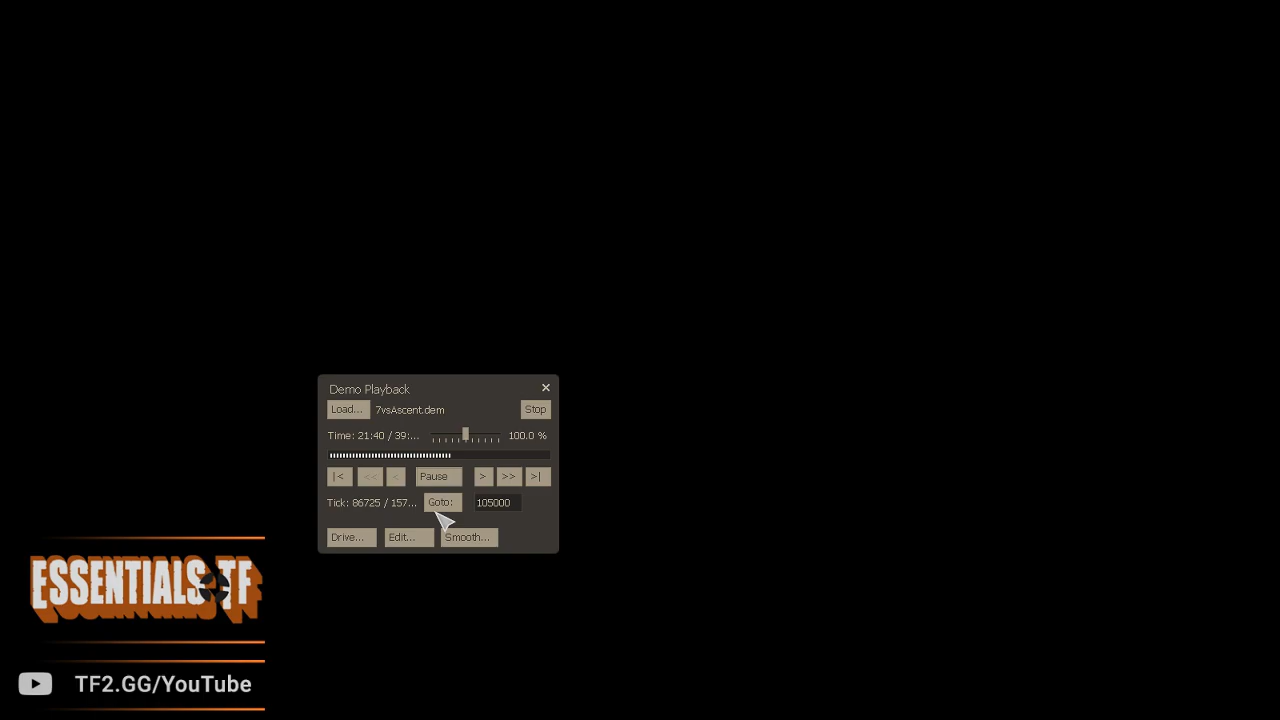 Demo Playback
Load... 7vsAscent.dem Stop
Time: 21:40 / 39:... 100.0 %
|< << < Pause > >> >|
Tick: 86725 / 157... Goto: 105000
Drive... Edit... Smooth...
ESSENTIALS TF
TF2.GG/YouTube